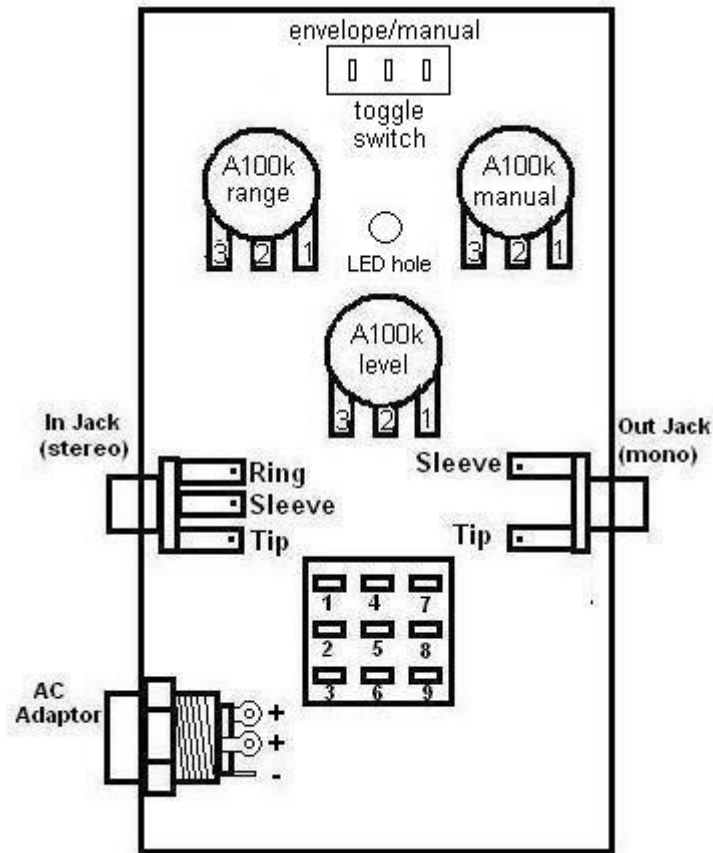 envelope/manual
toggle
switch
A100k
range
3 2 1
A100k
manual
3 2 1
LED hole
A100k
level
3 2 1
In Jack
(stereo)
Ring
Sleeve
Tip
Out Jack
(mono)
Sleeve
Tip
1 4 7
2 5 8
3 6 9
AC
Adaptor
+
+
-